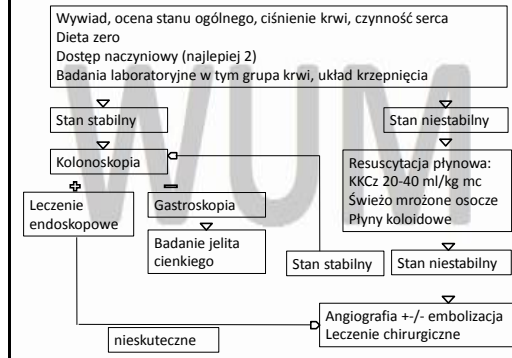 Wywiad, ocena stanu ogólnego, ciśnienie krwi, czynność serca
Dieta zero
Dostęp naczyniowy (najlepiej 2)
Badania laboratoryjne w tym grupa krwi, układ krzepnięcia
Stan stabilny
Stan niestabilny
Kolonoskopia
Resuscytacja płynowa:
KKCz 20-40 ml/kg mc
Świeżo mrożone osocze
Płyny koloidowe
Leczenie
endoskopowe
Gastroskopia
Badanie jelita
cienkiego
Stan stabilny
Stan niestabilny
Angiografia +-/- embolizacja
Leczenie chirurgiczne
nieskuteczne
WUM